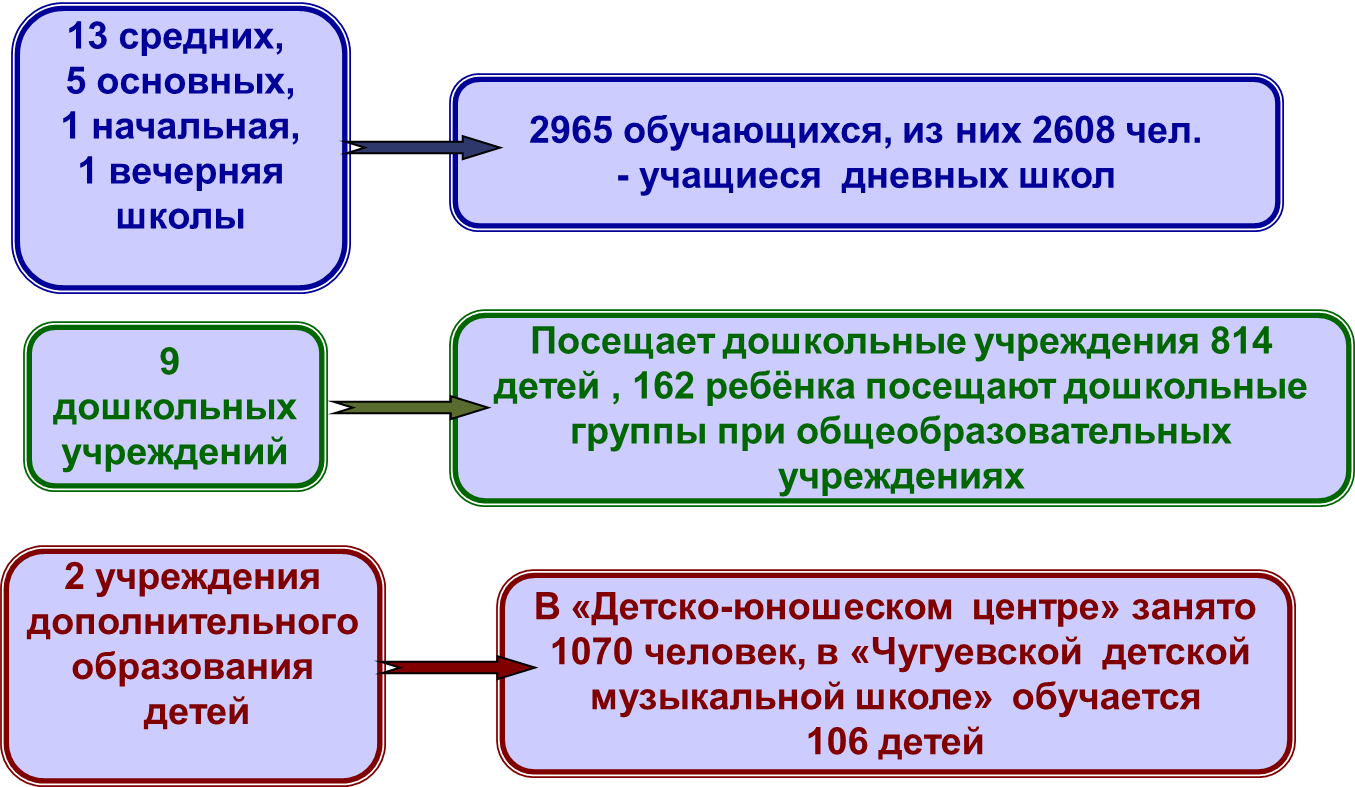 13 средних,
5 основных,
1 начальная,
1 вечерняя
школы
2965 обучающихся, из них 2608 чел.
- учащиеся дневных школ
9
дошкольных
учреждений
Посещает дошкольные учреждения 814
детей , 162 ребёнка посещают дошкольные
группы при общеобразовательных
учреждениях
2 учреждения
дополнительного
образования
детей
В «Детско-юношеском центре» занято
1070 человек, в «Чугуевской детской
музыкальной школе» обучается
106 детей